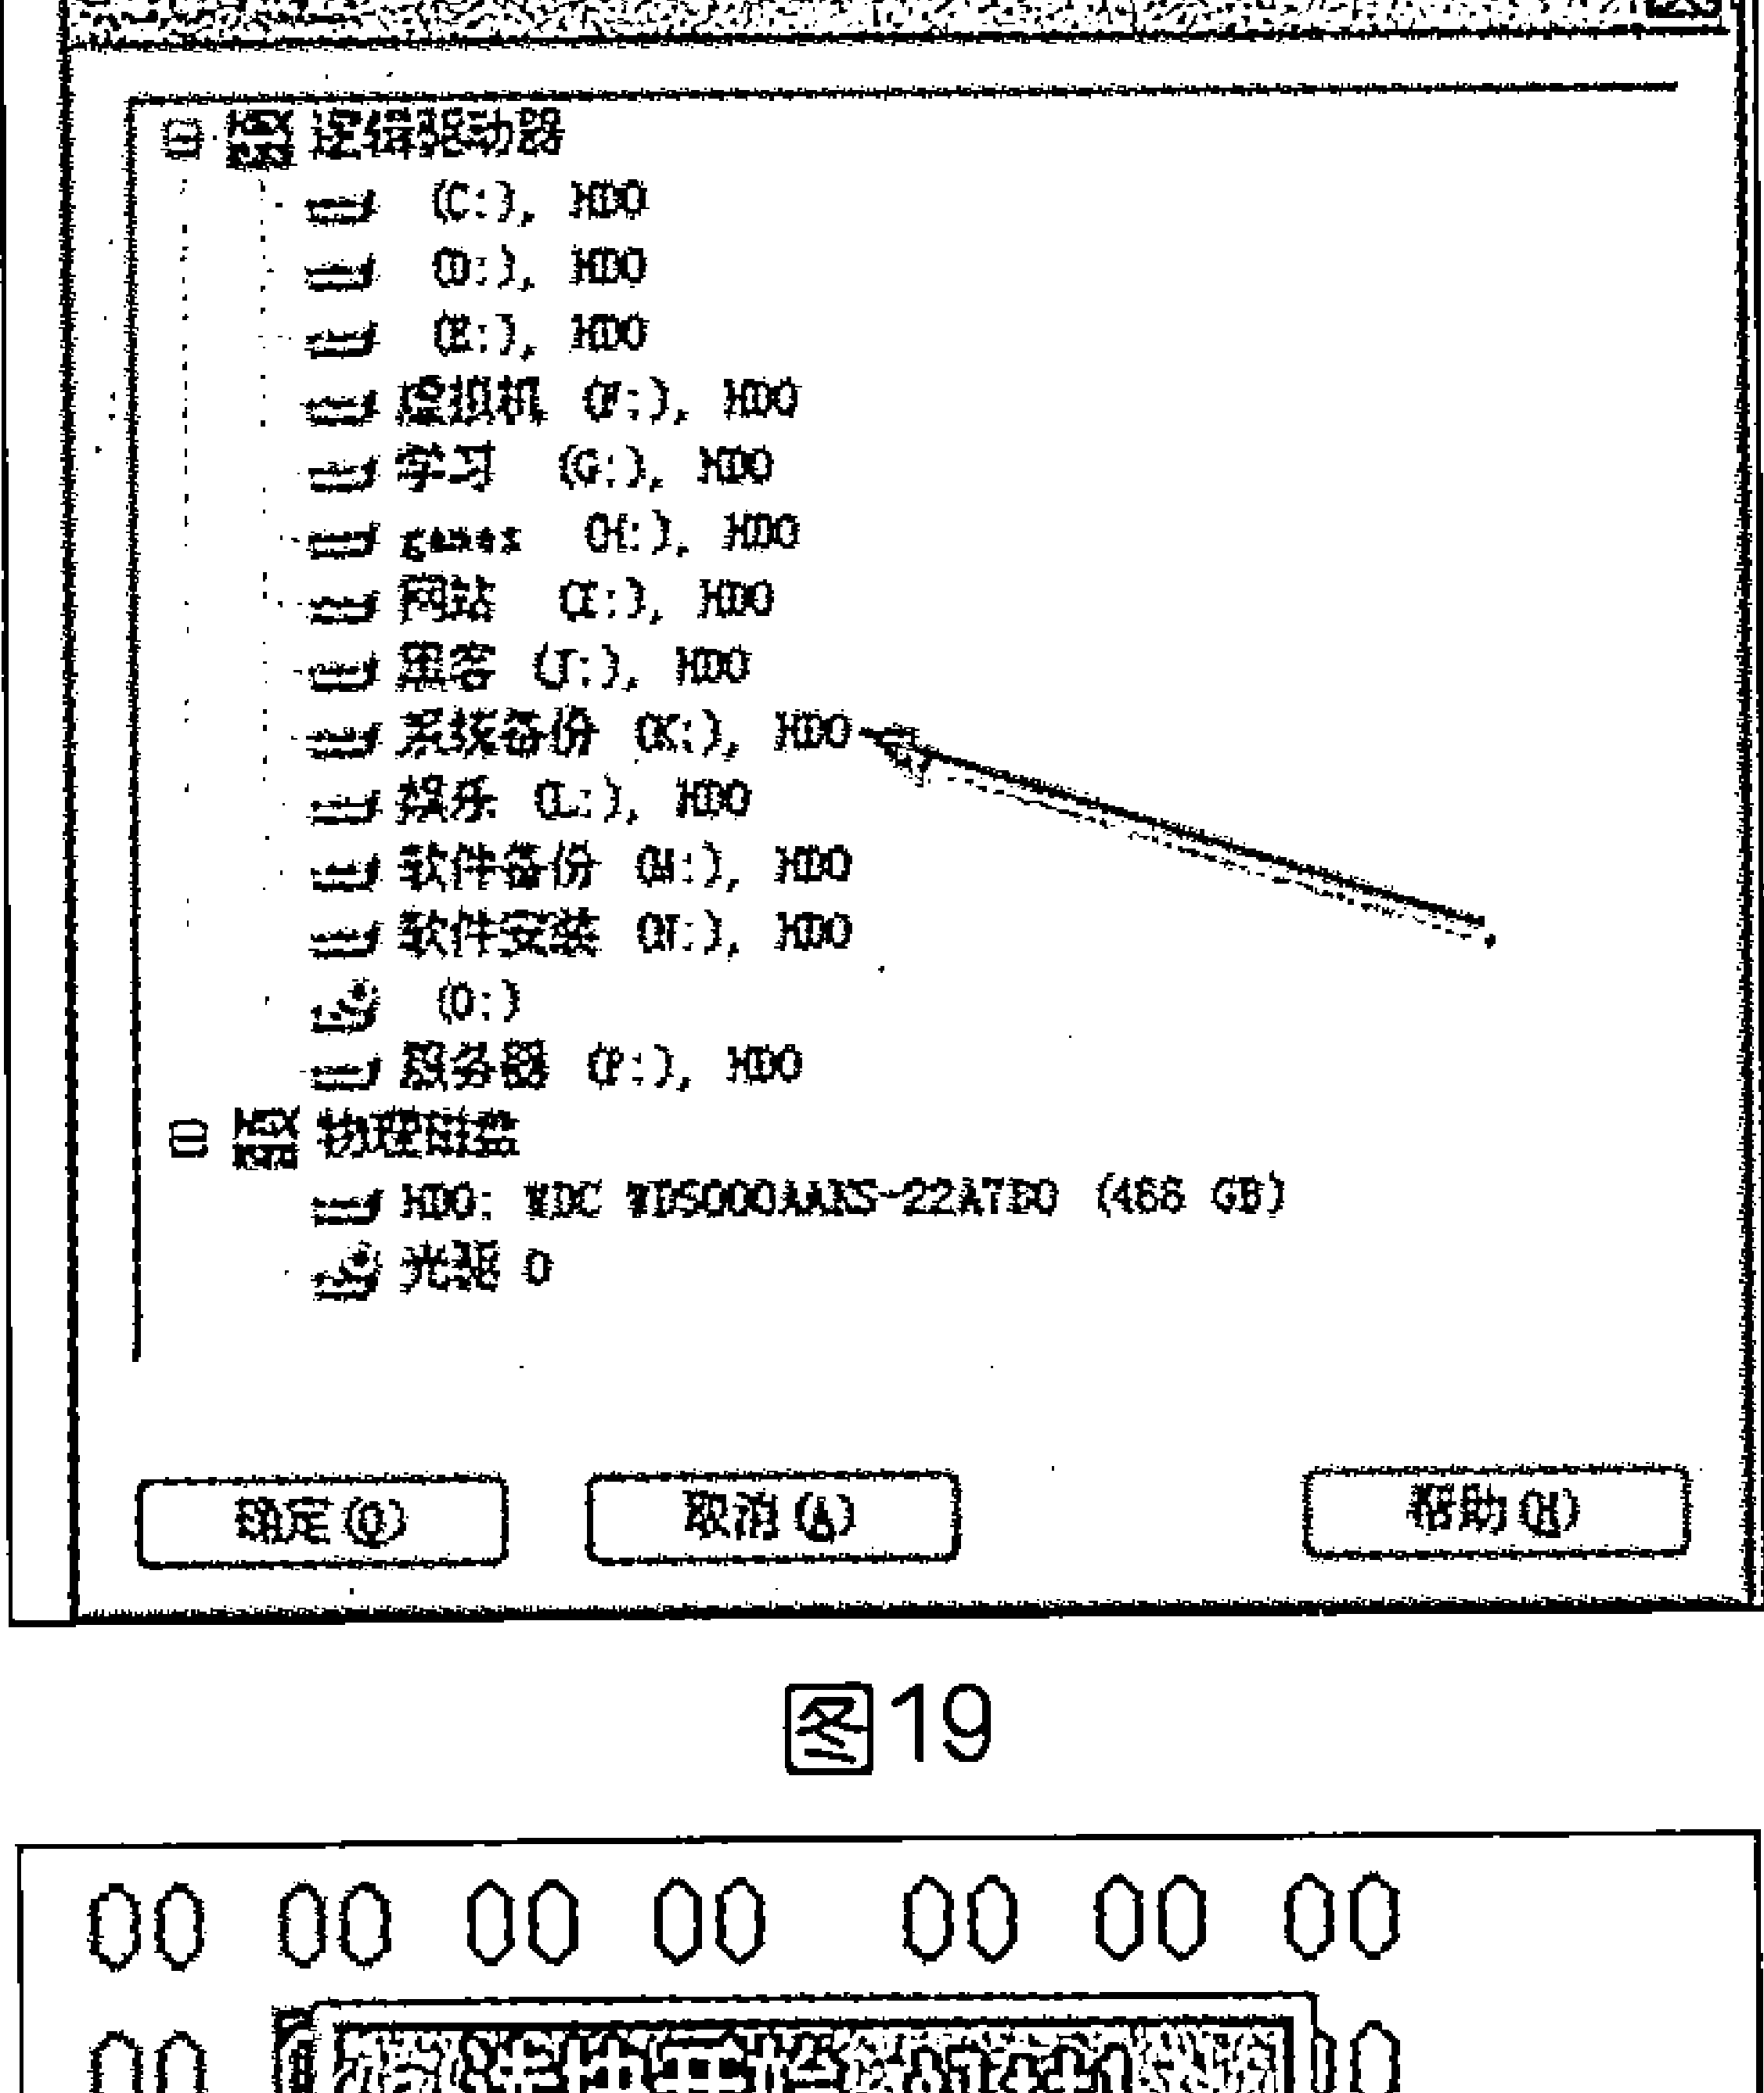 逻辑驱动器
(C:), HD0
(D:), HD0
(E:), HD0
虚拟机 (F:), HD0
学习 (G:), HD0
games (H:), HD0
网站 (I:), HD0
黑客 (J:), HD0
系统备份 (K:), HD0
娱乐 (L:), HD0
软件备份 (M:), HD0
软件安装 (N:), HD0
(O:)
服务器 (P:), HD0
物理磁盘
HD0: WDC WD5000AAKS-22A7B0 (466 GB)
光驱 0
确定(O)
取消(A)
帮助(H)
图19
00 00 00 00 00 00 00
00 00